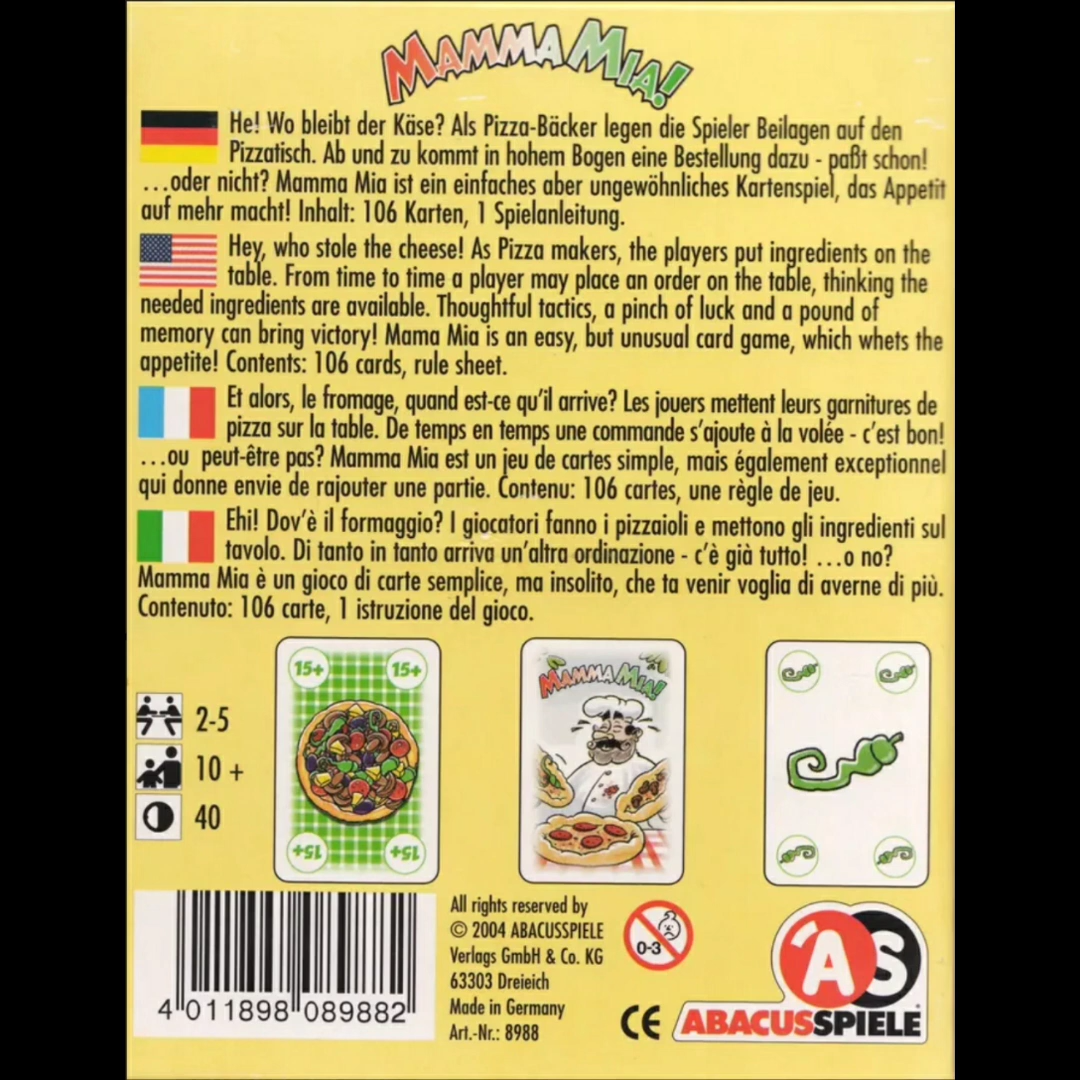 MAMMA MIA!
He! Wo bleibt der Käse? Als Pizza-Bäcker legen die Spieler Beilagen auf den
Pizzatisch. Ab und zu kommt in hohem Bogen eine Bestellung dazu - paßt schon!
...oder nicht? Mamma Mia ist ein einfaches aber ungewöhnliches Kartenspiel, das Appetit
auf mehr macht! Inhalt: 106 Karten, 1 Spielanleitung.
Hey, who stole the cheese! As Pizza makers, the players put ingredients on the
table. From time to time a player may place an order on the table, thinking the
needed ingredients are available. Thoughtful tactics, a pinch of luck and a pound of
memory can bring victory! Mama Mia is an easy, but unusual card game, which whets the
appetite! Contents: 106 cards, rule sheet.
Et alors, le fromage, quand est-ce qu'il arrive? Les jouers mettent leurs garnitures de
pizza sur la table. De temps en temps une commande s'ajoute à la volée - c'est bon!
...ou peut-être pas? Mamma Mia est un jeu de cartes simple, mais également exceptionnel
qui donne envie de rajouter une partie. Contenu: 106 cartes, une règle de jeu.
Ehi! Dov'è il formaggio? I giocatori fanno i pizzaioli e mettono gli ingredienti sul
tavolo. Di tanto in tanto arriva un'altra ordinazione - c'è già tutto! ...o no?
Mamma Mia è un gioco di carte semplice, ma insolito, che ta venir voglia di averne di più.
Contenuto: 106 carte, 1 istruzione del gioco.
2-5
10 +
40
15+ 15+
15+ 15+
MAMMA MIA!
4 011898 089882
All rights reserved by
© 2004 ABACUSSPIELE
Verlags GmbH & Co. KG
63303 Dreieich
Made in Germany
Art.-Nr.: 8988
0-3
CE
AS
ABACUSSPIELE